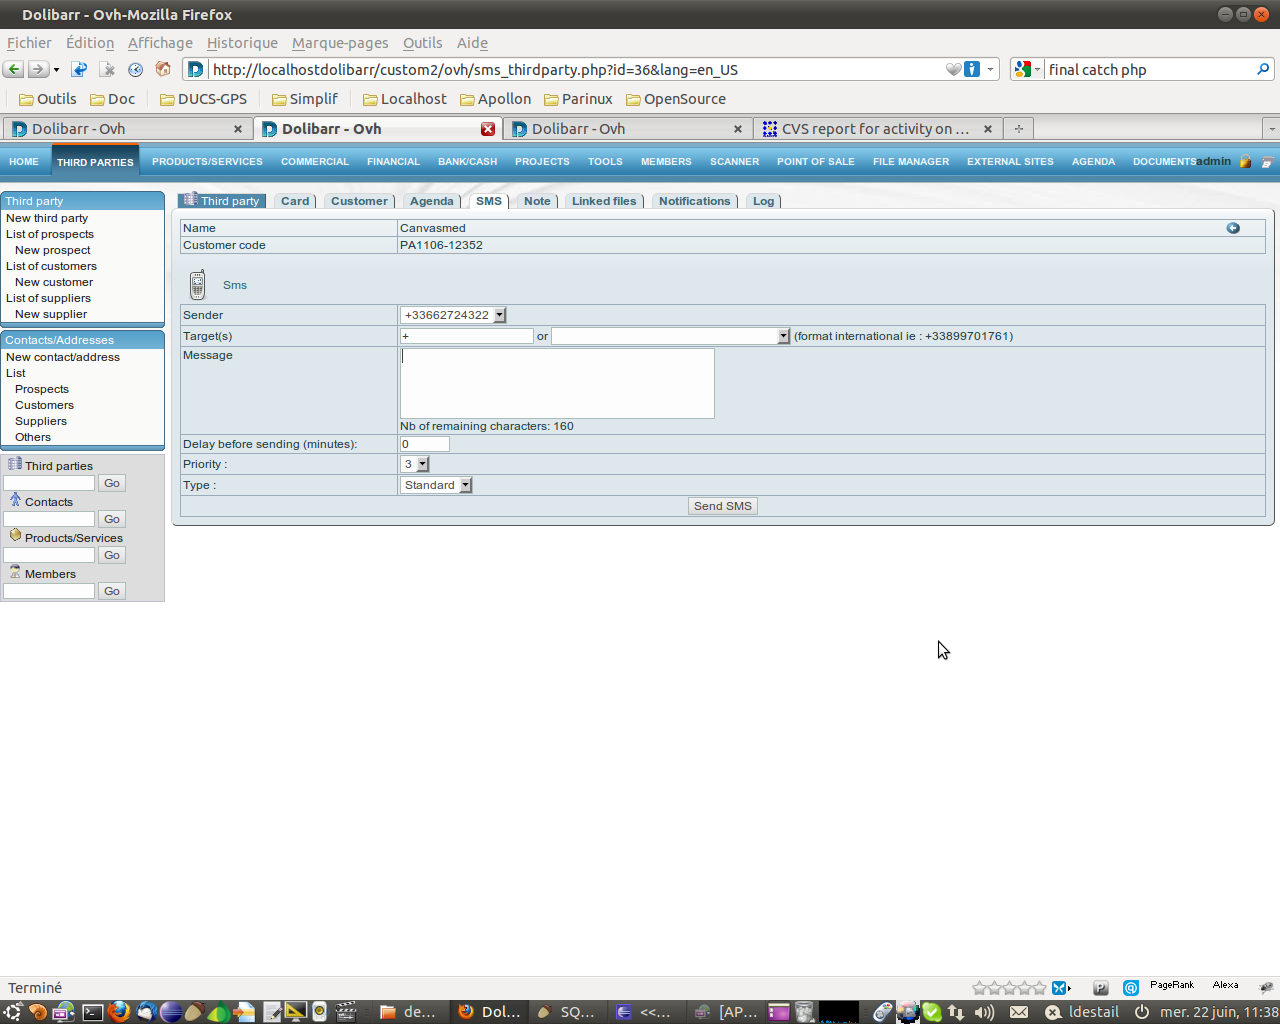 Dolibarr - Ovh-Mozilla Firefox
Fichier Édition Affichage Historique Marque-pages Outils Aide
http://localhostdolibarr/custom2/ovh/sms_thirdparty.php?id=36&lang=en_US final catch php
Outils Doc DUCS-GPS Simplif Localhost Apollon Parinux OpenSource
Dolibarr - Ovh Dolibarr - Ovh Dolibarr - Ovh CVS report for activity on ...
HOME THIRD PARTIES PRODUCTS/SERVICES COMMERCIAL FINANCIAL BANK/CASH PROJECTS TOOLS MEMBERS SCANNER POINT OF SALE FILE MANAGER EXTERNAL SITES AGENDA DOCUMENTS admin
Third party
New third party
List of prospects
New prospect
List of customers
New customer
List of suppliers
New supplier
Contacts/Addresses
New contact/address
List
Prospects
Customers
Suppliers
Others
Third parties
Go
Contacts
Go
Products/Services
Go
Members
Go
Third party Card Customer Agenda SMS Note Linked files Notifications Log
Name Canvasmed
Customer code PA1106-12352
Sms
Sender +33662724322
Target(s) + or (format international ie : +33899701761)
Message
Nb of remaining characters: 160
Delay before sending (minutes): 0
Priority : 3
Type : Standard
Send SMS
Terminé PageRank Alexa
de... Dol... SQ... <<... [AP... ldestail mer. 22 juin, 11:38